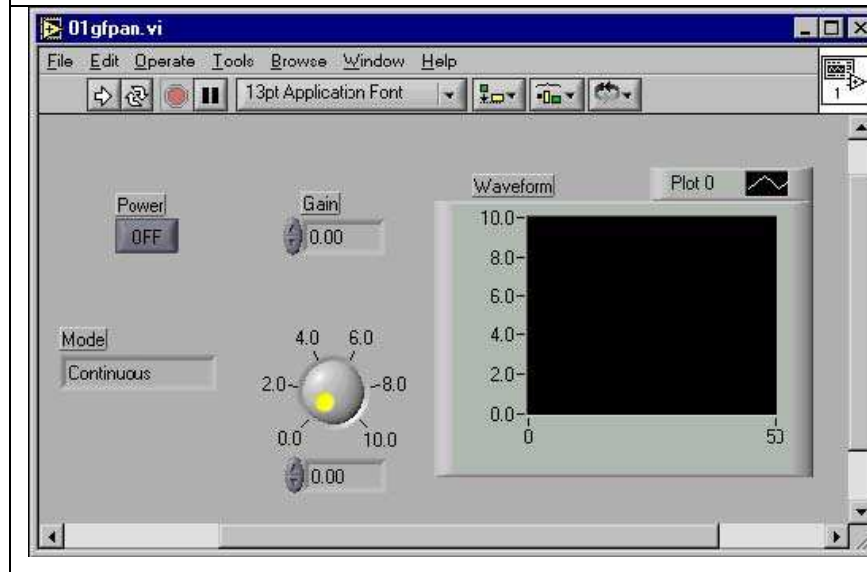 01gfpan.vi
File Edit Operate Tools Browse Window Help
13pt Application Font
1
Power
OFF
Gain
0.00
Waveform
Plot 0
10.0
8.0
6.0
4.0
2.0
0.0
0 50
Mode
Continuous
4.0 6.0
2.0 8.0
0.0 10.0
0.00